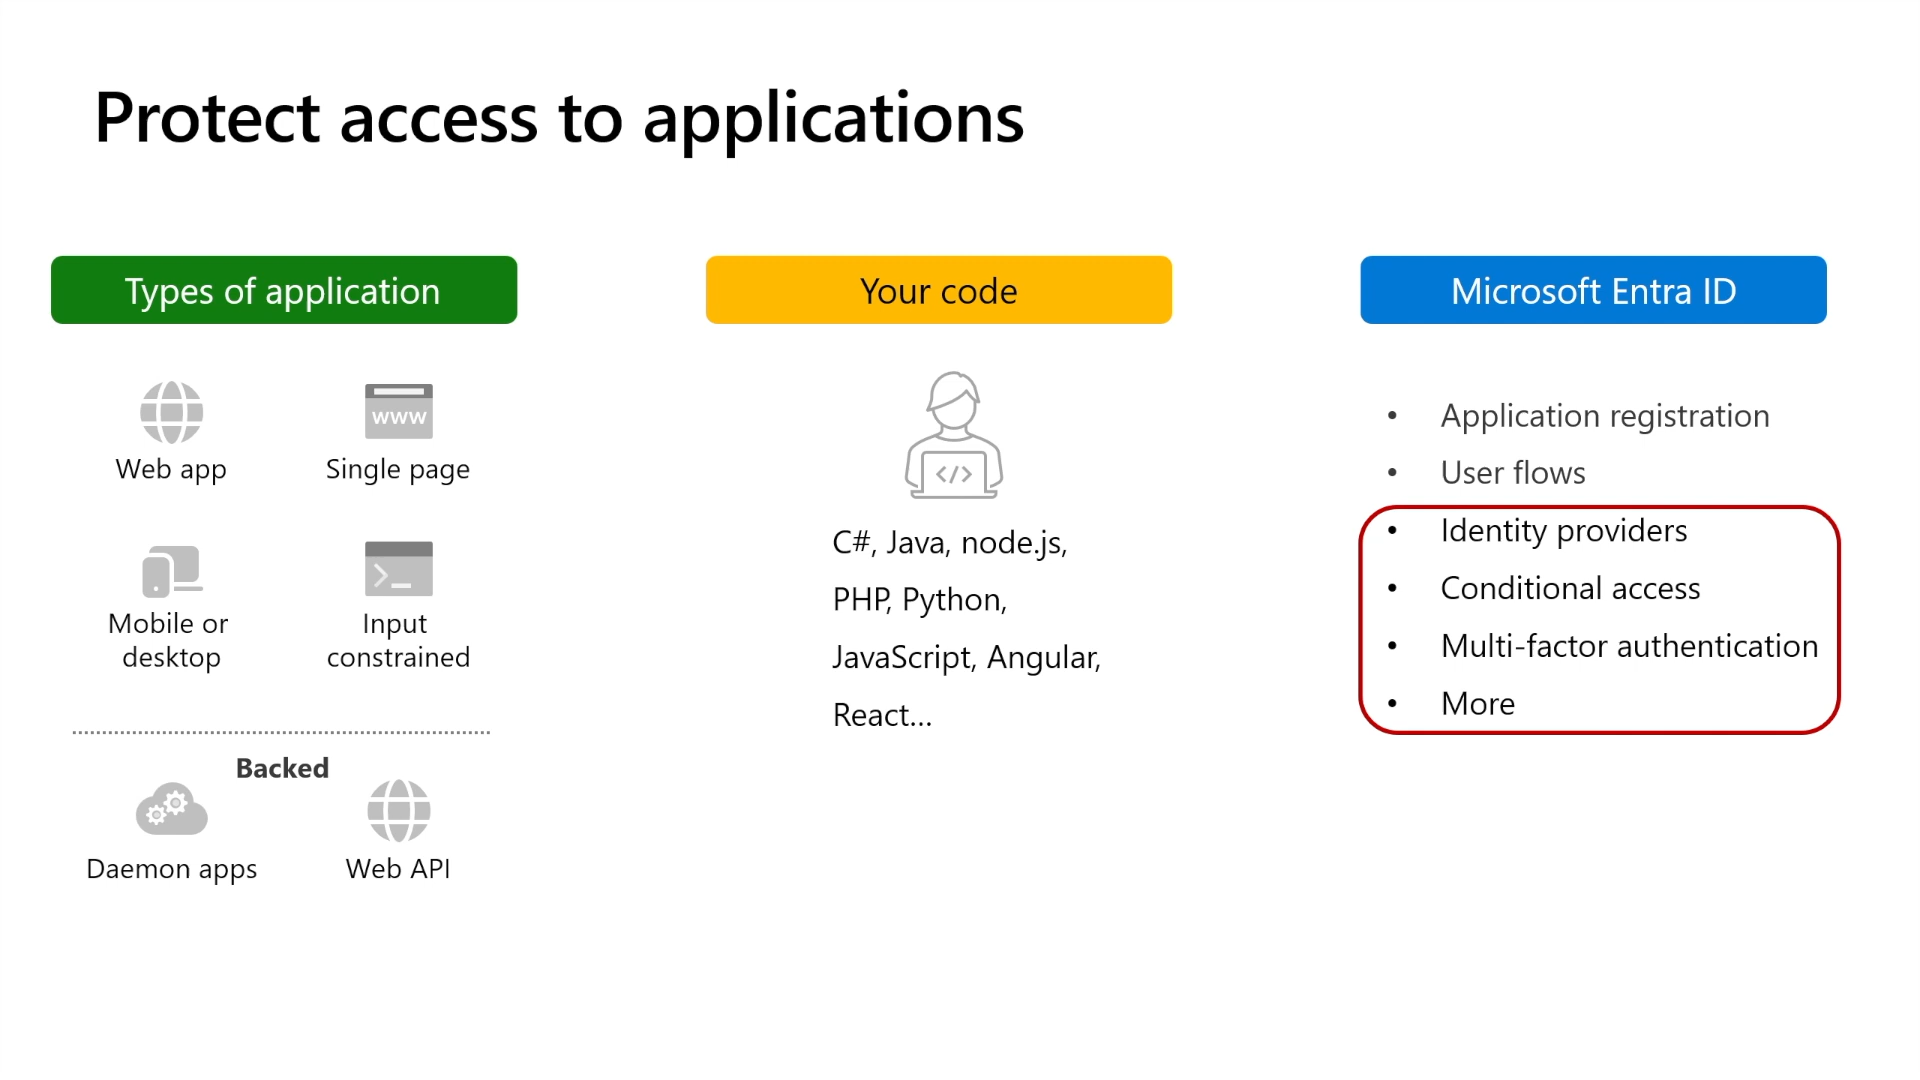 Protect access to applications
Types of application
Web app
www
Single page
Mobile or
desktop
Input
constrained
Backed
Daemon apps
Web API
Your code
</>
C#, Java, node.js,
PHP, Python,
JavaScript, Angular,
React...
Microsoft Entra ID
• Application registration
• User flows
• Identity providers
• Conditional access
• Multi-factor authentication
• More